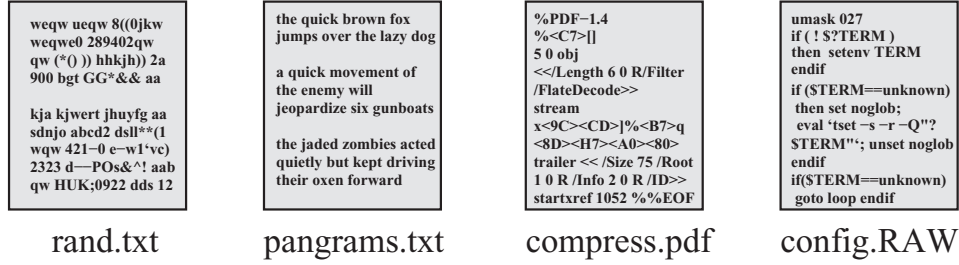 weqw ueqw 8((0jkw
weqwe0 289402qw
qw (*() )) hhkjh)) 2a
900 bgt GG*&& aa
kja kjwert jhuyfg aa
sdnjo abcd2 dsll**(1
wqw 421−0 e−w1‘vc)
2323 d−−POs&^! aab
qw HUK;0922 dds 12
rand.txt
the quick brown fox
jumps over the lazy dog
a quick movement of
the enemy will
jeopardize six gunboats
the jaded zombies acted
quietly but kept driving
their oxen forward
pangrams.txt
%PDF−1.4
%<C7>[]
5 0 obj
<</Length 6 0 R/Filter
/FlateDecode>>
stream
x<9C><CD>]%<B7>q
<8D><H7><A0><80>
trailer << /Size 75 /Root
1 0 R /Info 2 0 R /ID>>
startxref 1052 %%EOF
compress.pdf
umask 027
if ( ! $?TERM )
then setenv TERM
endif
if ($TERM==unknown)
then set noglob;
eval ‘tset −s −r −Q"?
$TERM"‘; unset noglob
endif
if($TERM==unknown)
goto loop endif
config.RAW